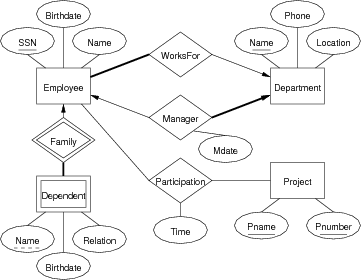 Birthdate
SSN
Name
Employee
WorksFor
Phone
Name
Location
Department
Manager
Mdate
Family
Dependent
Name
Relation
Birthdate
Participation
Time
Project
Pname
Pnumber